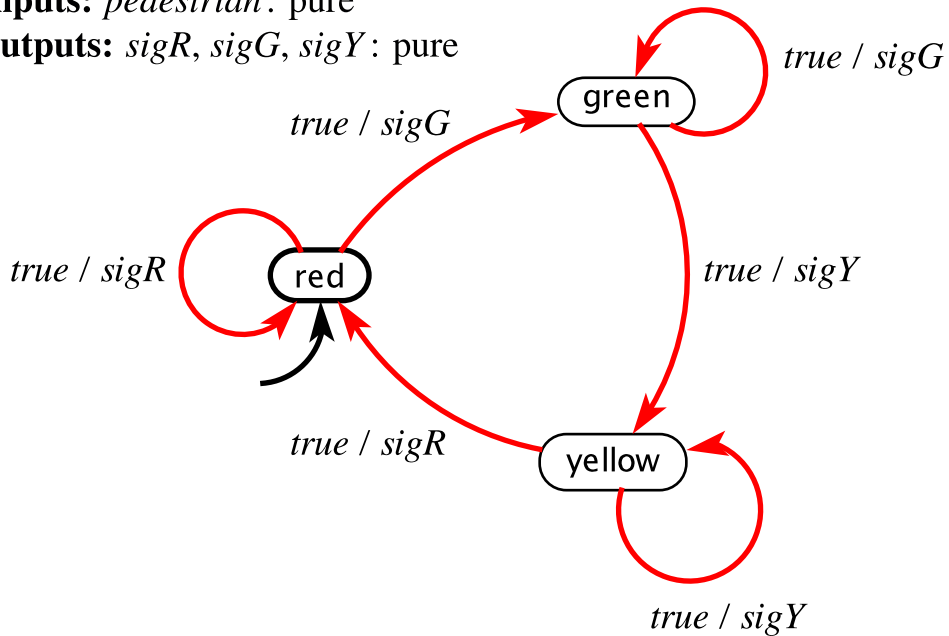 pedestrian: pure
sigR, sigG, sigY: pure
true / sigG
green
true / sigG
true / sigR
red
true / sigY
true / sigR
yellow
true / sigY